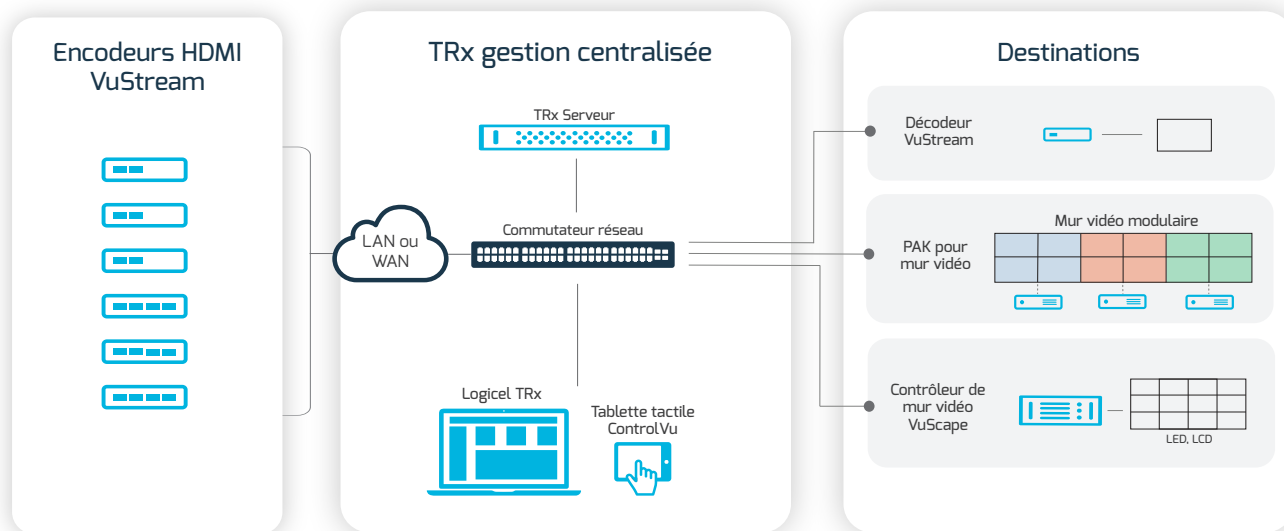 Encodeurs HDMI
VuStream
TRx gestion centralisée
TRx Serveur
LAN ou
WAN
Commutateur réseau
Logiciel TRx
Tablette tactile
ControlVu
Destinations
Décodeur
VuStream
PAK pour
mur vidéo
Mur vidéo modulaire
Contrôleur de
mur vidéo
VuScape
LED, LCD